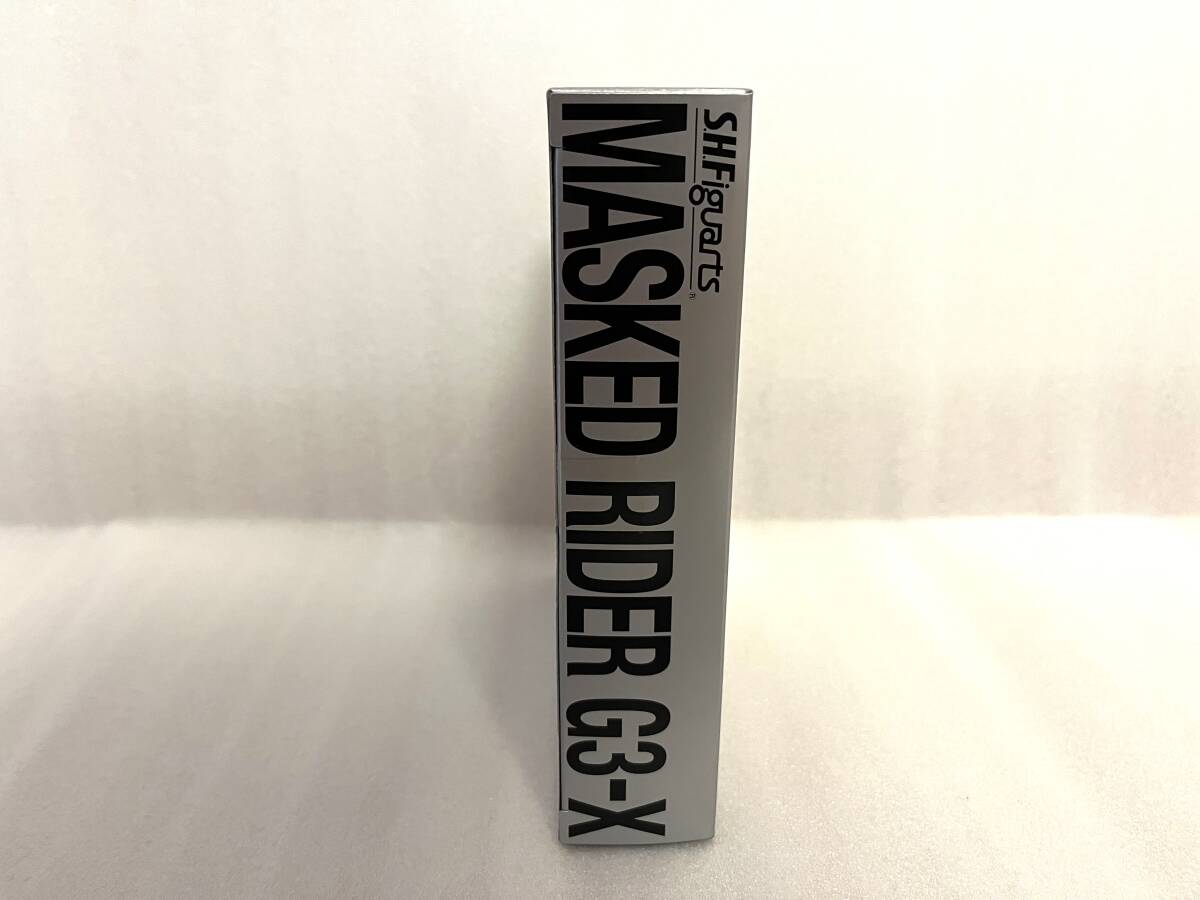 S.H.Figuarts®
MASKED RIDER G3-X